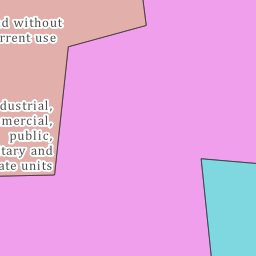 d without
rrent use
dustrial,
mercial,
public,
tary and
ate units